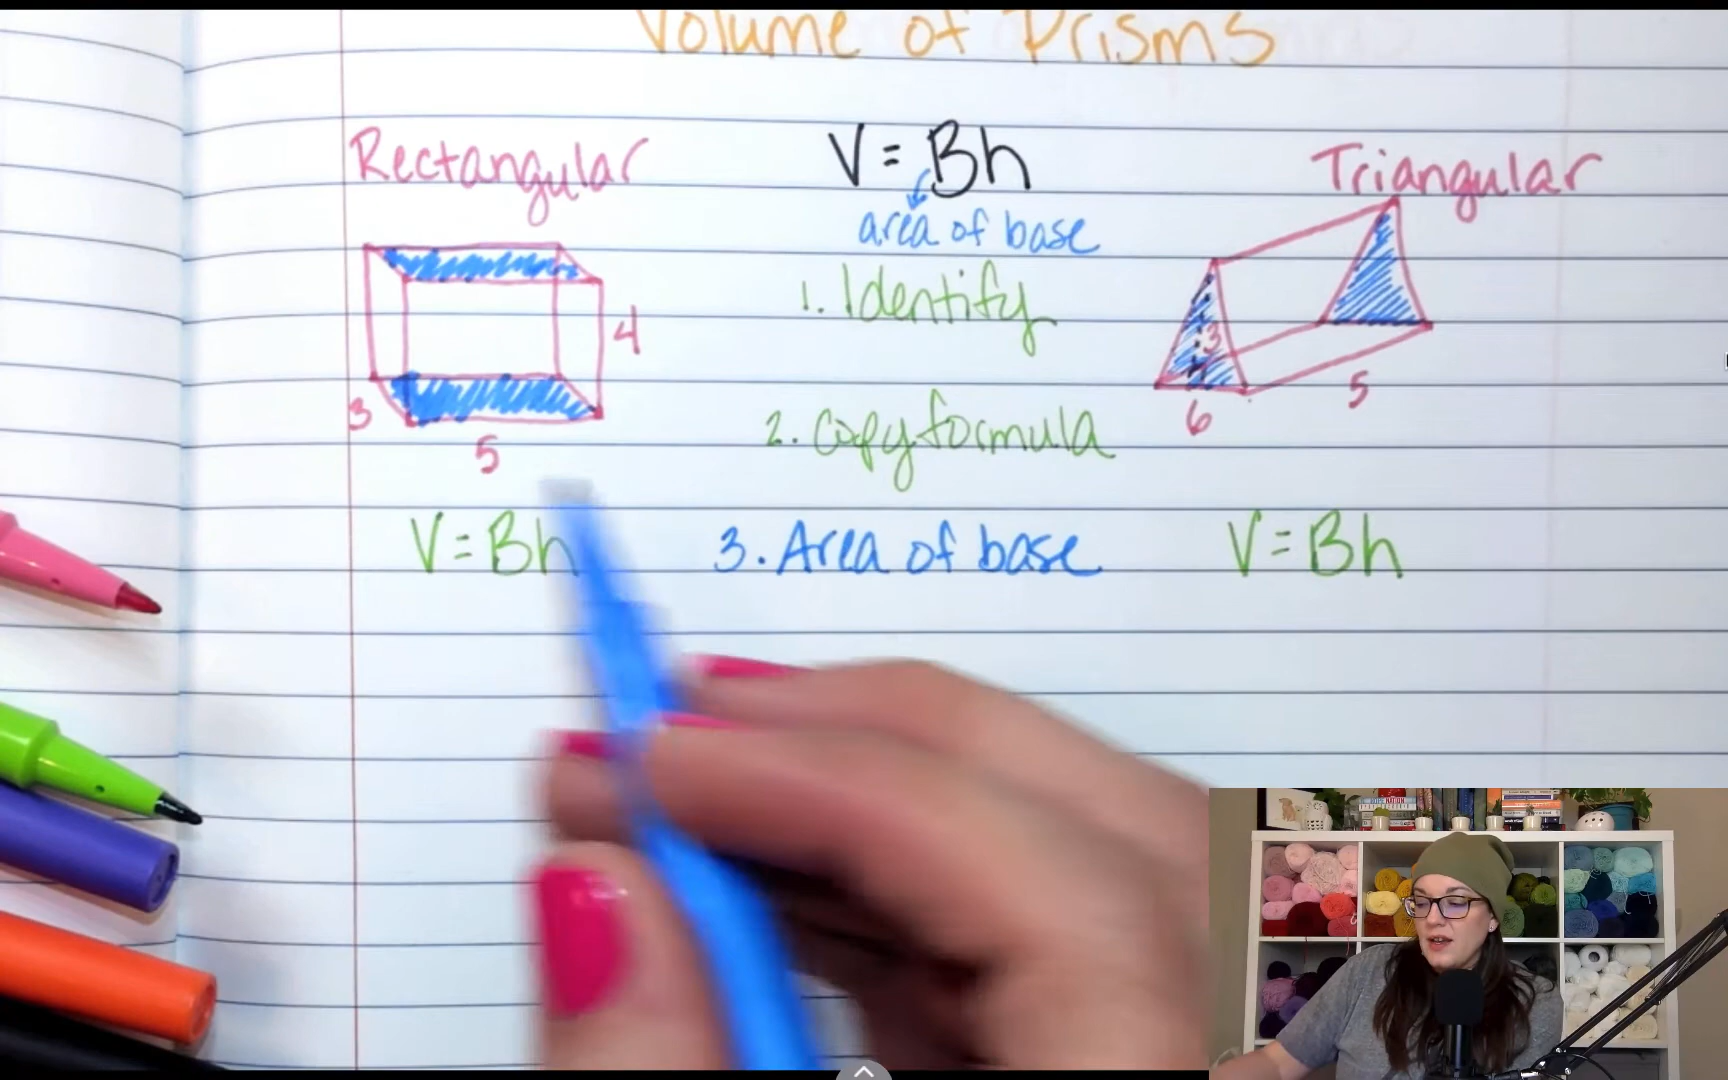 Volume of Prisms
Rectangular
V = Bh
Triangular
area of base
1. Identify
4
3
3
5
6
5
2. Copy formula
V = Bh
3. Area of base
V = Bh